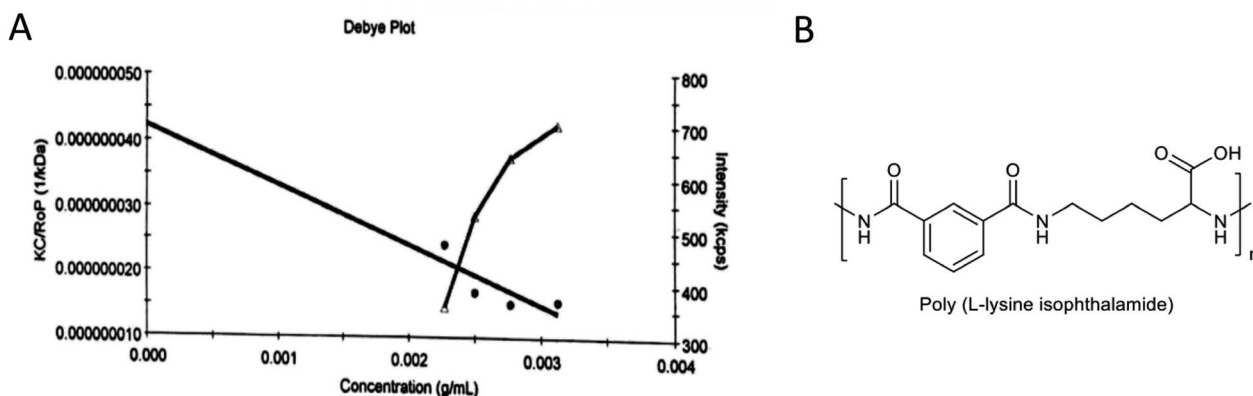 A
Debye Plot
KC/RoP (1/kDa)
0.000000050
0.000000040
0.000000030
0.000000020
0.000000010
0.000
0.001
0.002
0.003
0.004
Concentration (g/mL)
800
700
600
500
400
300
Intensity (kcps)
B
O
O
O
OH
N
H
N
H
N
H
n
Poly (L-lysine isophthalamide)